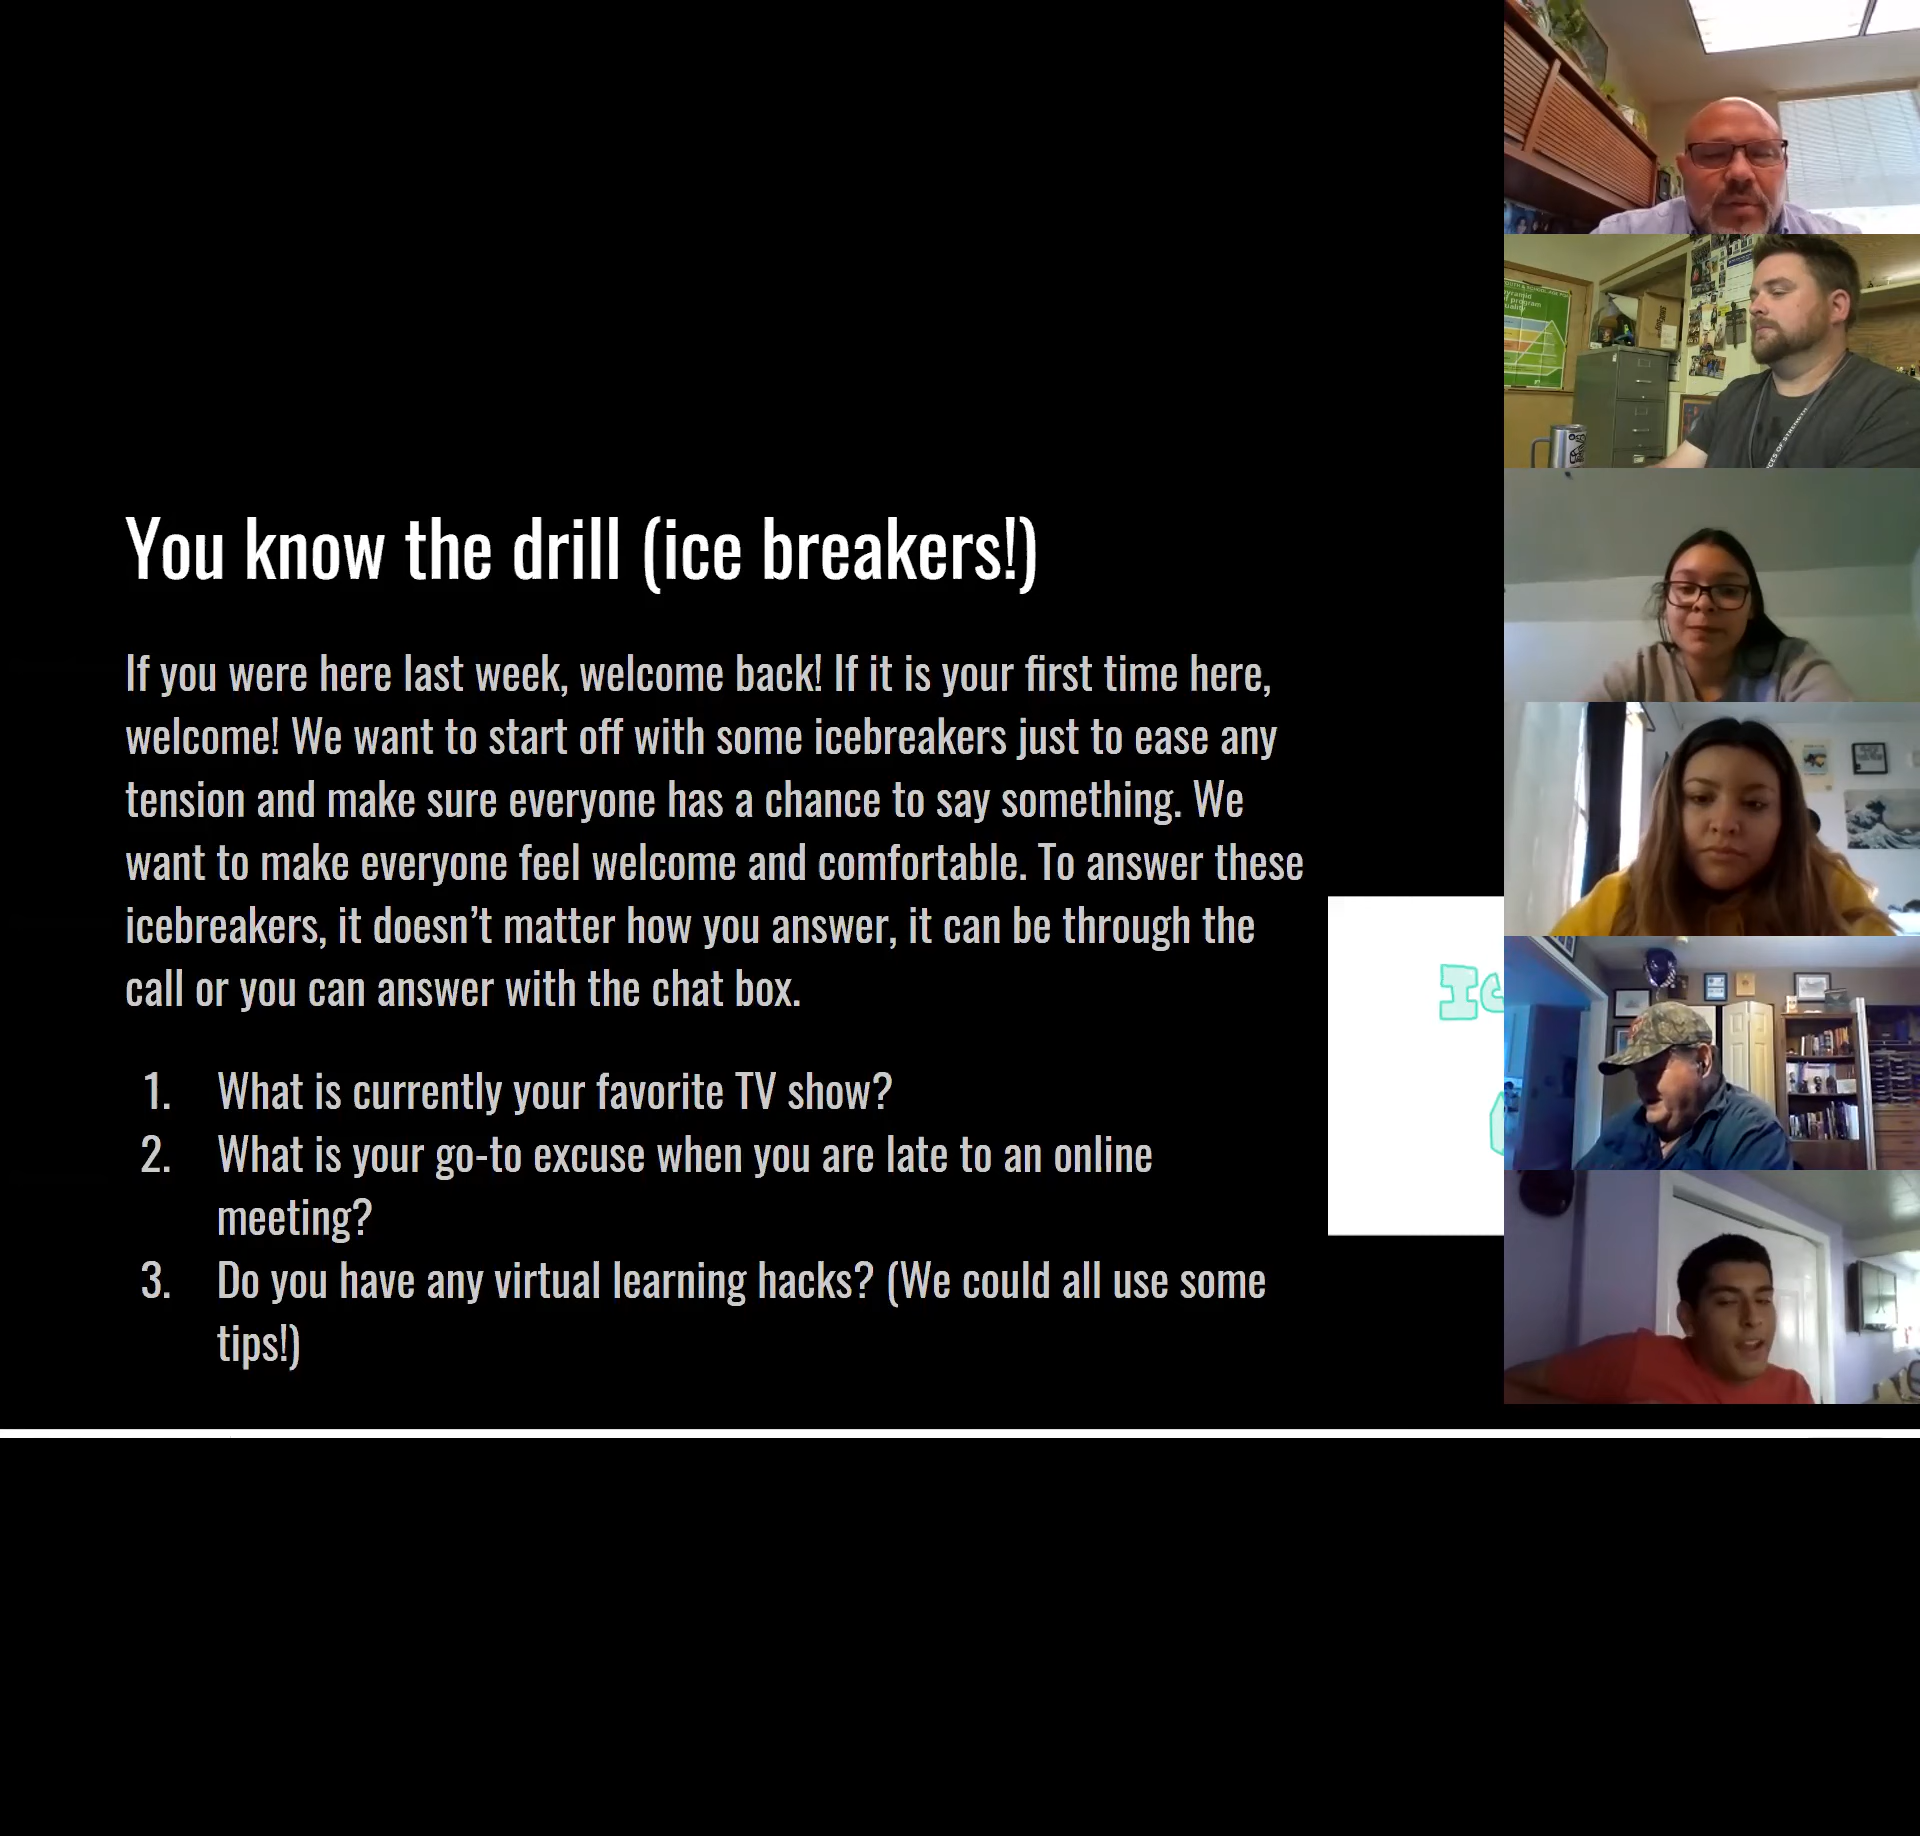 You know the drill (ice breakers!)
If you were here last week, welcome back! If it is your first time here,
welcome! We want to start off with some icebreakers just to ease any
tension and make sure everyone has a chance to say something. We
want to make everyone feel welcome and comfortable. To answer these
icebreakers, it doesn’t matter how you answer, it can be through the
call or you can answer with the chat box.
1. What is currently your favorite TV show?
2. What is your go-to excuse when you are late to an online
meeting?
3. Do you have any virtual learning hacks? (We could all use some
tips!)